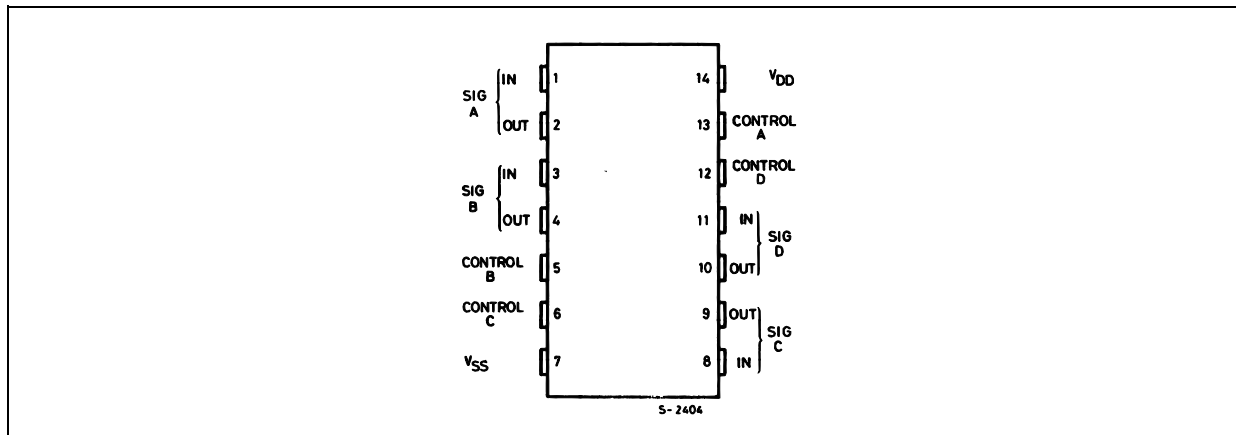 IN 1 14 VDD
SIG A
OUT 2 13 CONTROL A
IN 3 12 CONTROL D
SIG B
OUT 4 11 IN
SIG D
CONTROL B 5 10 OUT
CONTROL C 6 9 OUT
SIG C
VSS 7 8 IN
S-2404